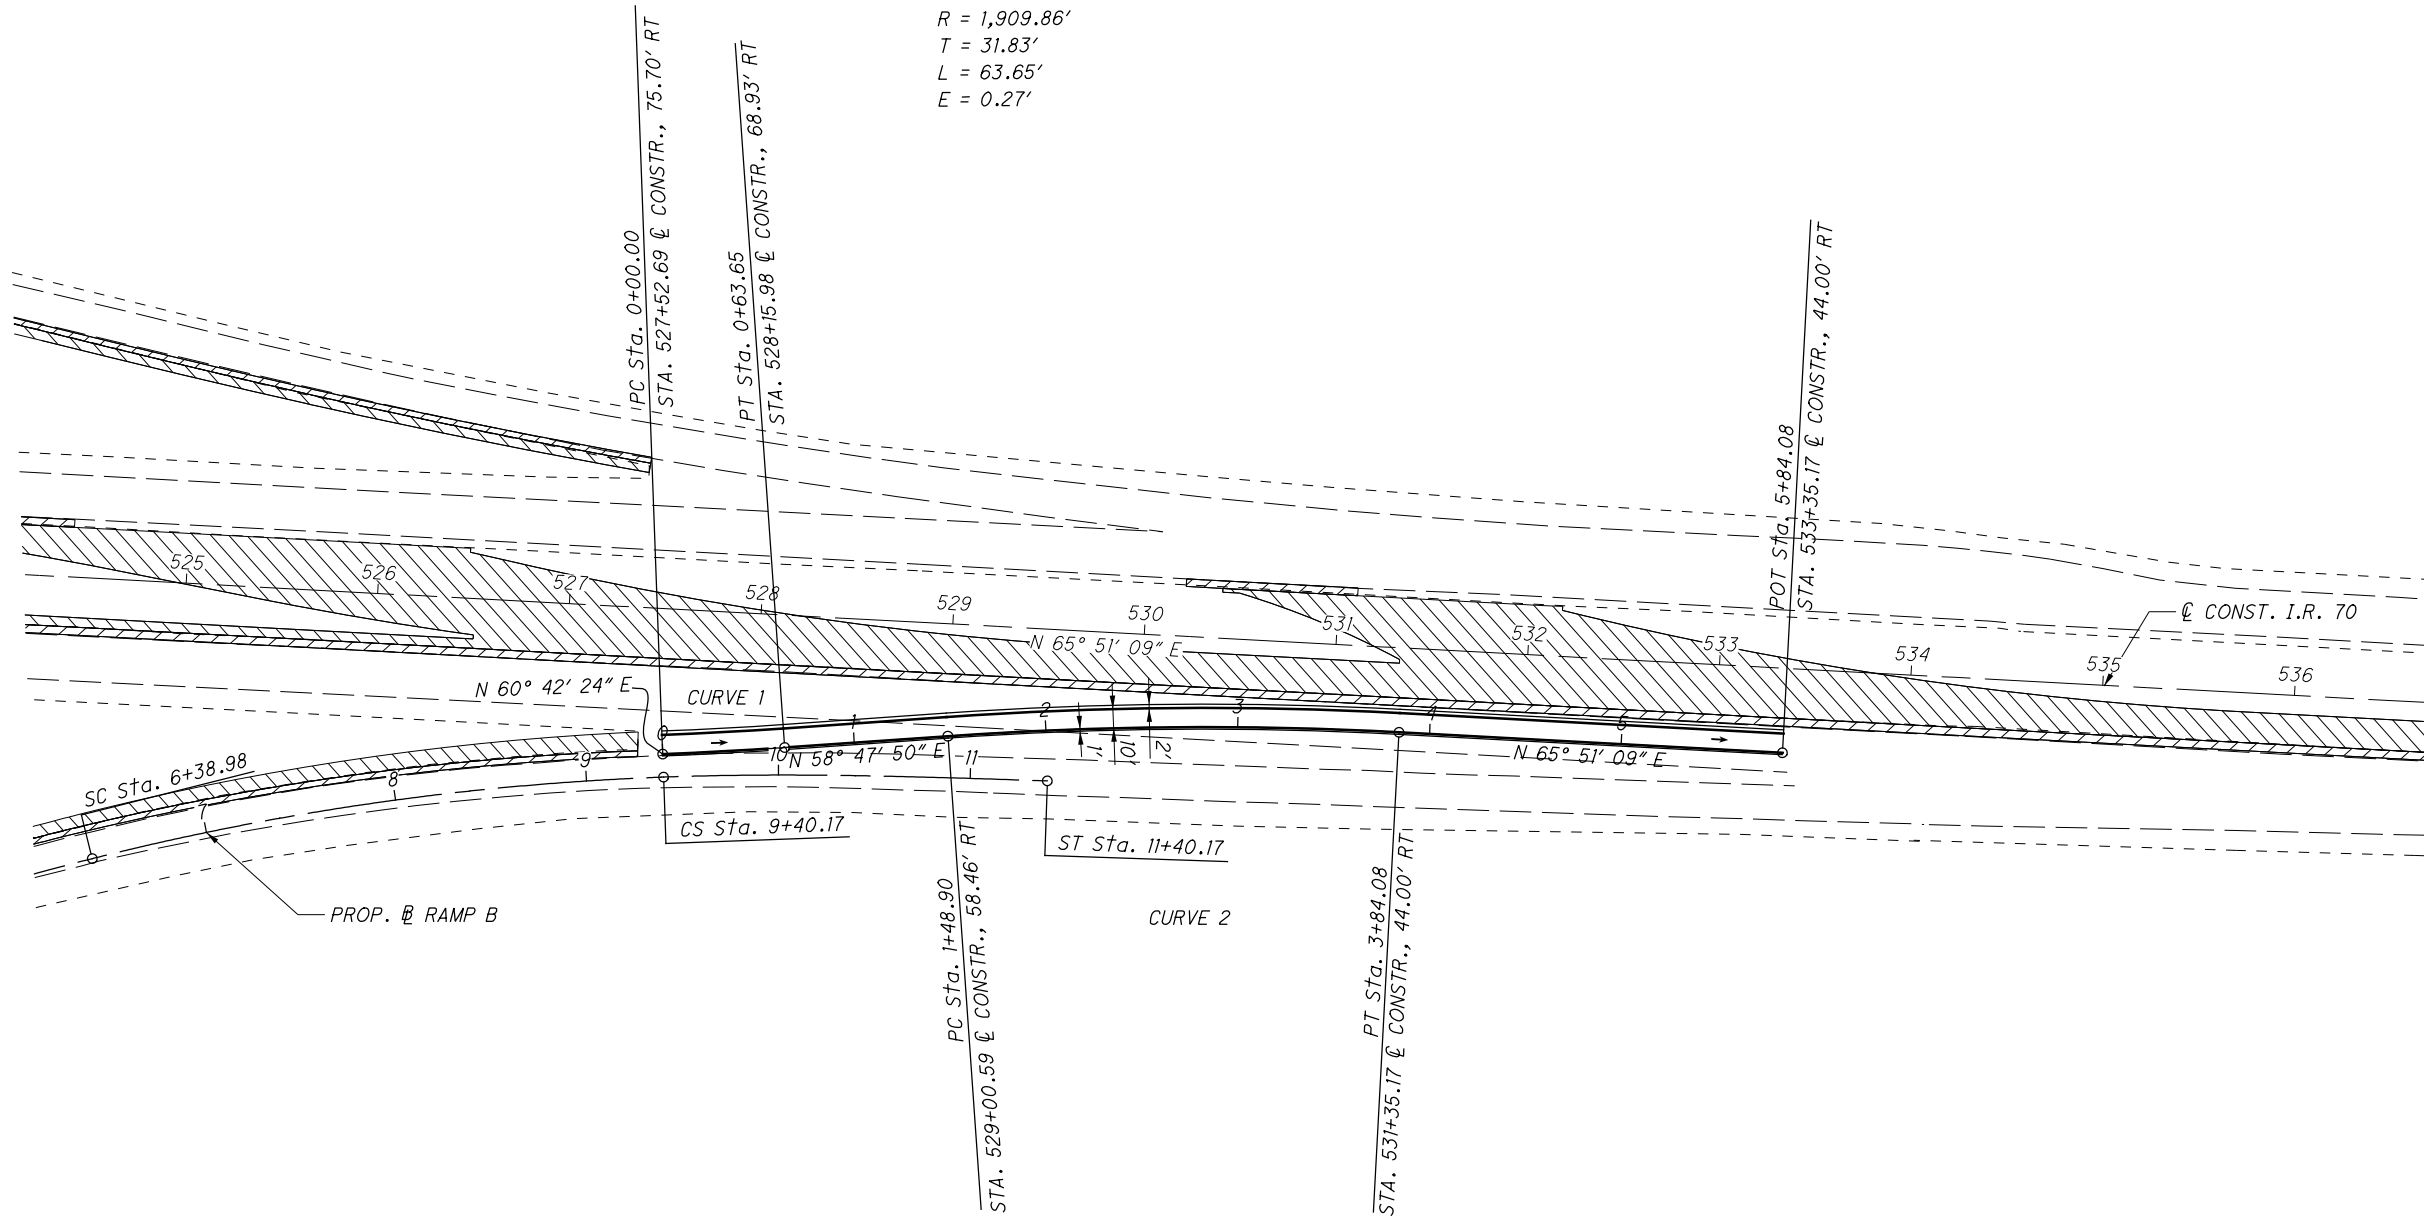 R = 1,909.86'
T = 31.83'
L = 63.65'
E = 0.27'
PC Sta. 0+00.00
STA. 527+52.69 ℄ CONSTR., 75.70' RT
PT Sta. 0+63.65
STA. 528+15.98 ℄ CONSTR., 68.93' RT
POT Sta. 5+84.08
STA. 533+35.17 ℄ CONSTR., 44.00' RT
525
526
527
528
529
530
531
532
533
534
535
536
℄ CONST. I.R. 70
N 65° 51' 09" E
N 60° 42' 24" E
CURVE 1
0
1
2
3
4
5
1'
10'
2'
N 58° 47' 50" E
N 65° 51' 09" E
SC Sta. 6+38.98
7
8
9
10
11
CS Sta. 9+40.17
ST Sta. 11+40.17
PROP. B̲L RAMP B
CURVE 2
PC Sta. 1+48.90
STA. 529+00.59 ℄ CONSTR., 58.46' RT
PT Sta. 3+84.08
STA. 531+35.17 ℄ CONSTR., 44.00' RT